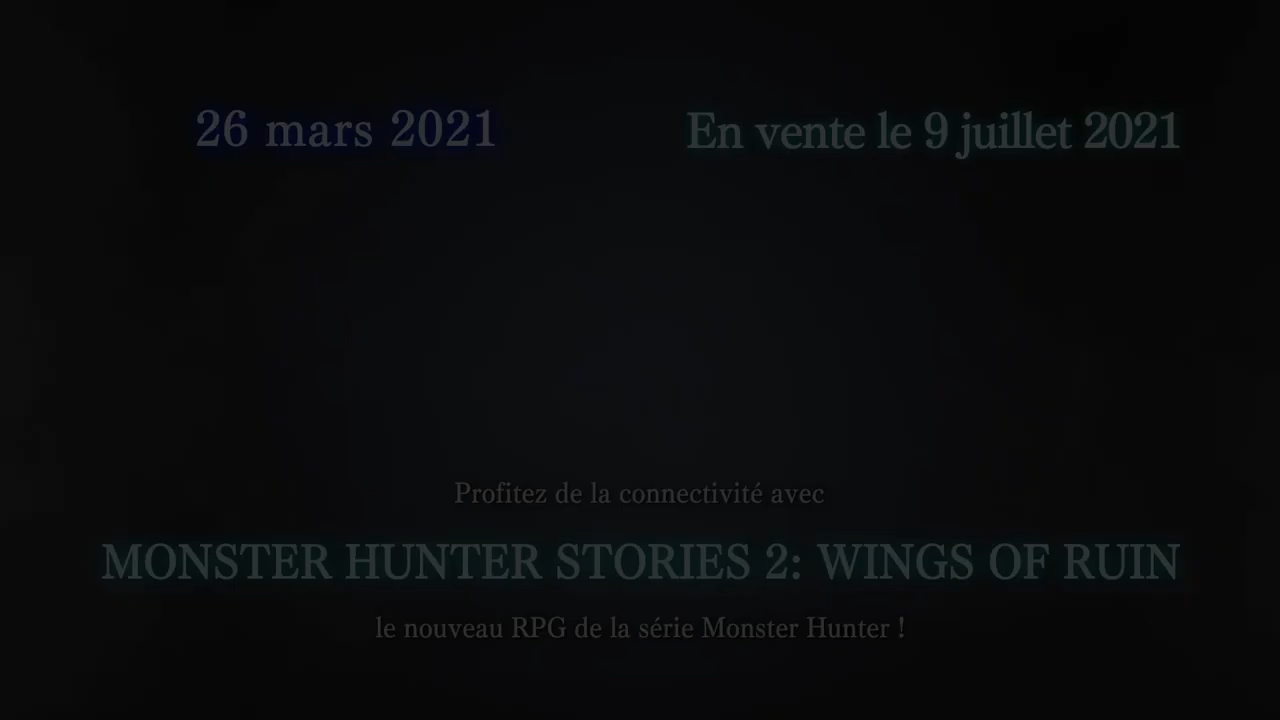 26 mars 2021
En vente le 9 juillet 2021
Profitez de la connectivité avec
MONSTER HUNTER STORIES 2: WINGS OF RUIN
le nouveau RPG de la série Monster Hunter !